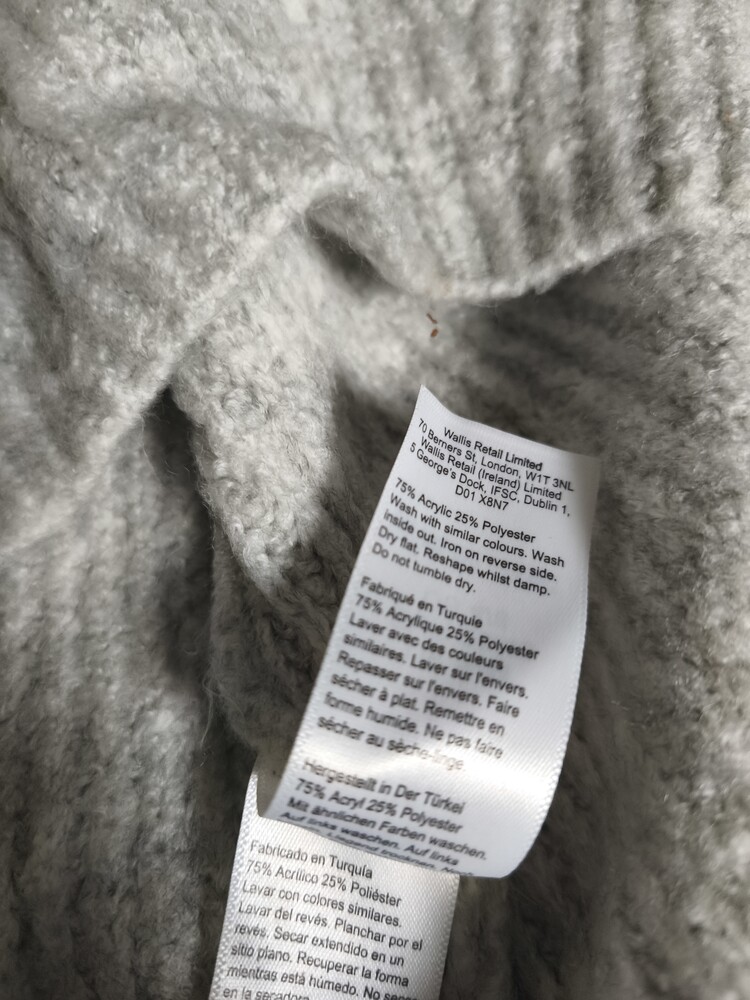 Wallis Retail Limited
70 Berners St, London, W1T 3NL
Wallis Retail (Ireland) Limited
5 George's Dock, IFSC, Dublin 1,
D01 X8N7
75% Acrylic 25% Polyester
Wash with similar colours. Wash
inside out. Iron on reverse side.
Dry flat. Reshape whilst damp.
Do not tumble dry.
Fabriqué en Turquie
75% Acrylique 25% Polyester
Laver avec des couleurs
similaires. Laver sur l'envers.
Repasser sur l'envers. Faire
sécher à plat. Remettre en
forme humide. Ne pas faire
sécher au sèche-linge.
Hergestellt in Der Türkei
75% Acryl 25% Polyester
Mit ähnlichen Farben waschen.
Auf links waschen. Auf links
Fabricado en Turquía
75% Acrílico 25% Poliéster
Lavar con colores similares.
Lavar del revés. Planchar por el
revés. Secar extendido en un
sitio plano. Recuperar la forma
mientras está húmedo. No
en la secadora